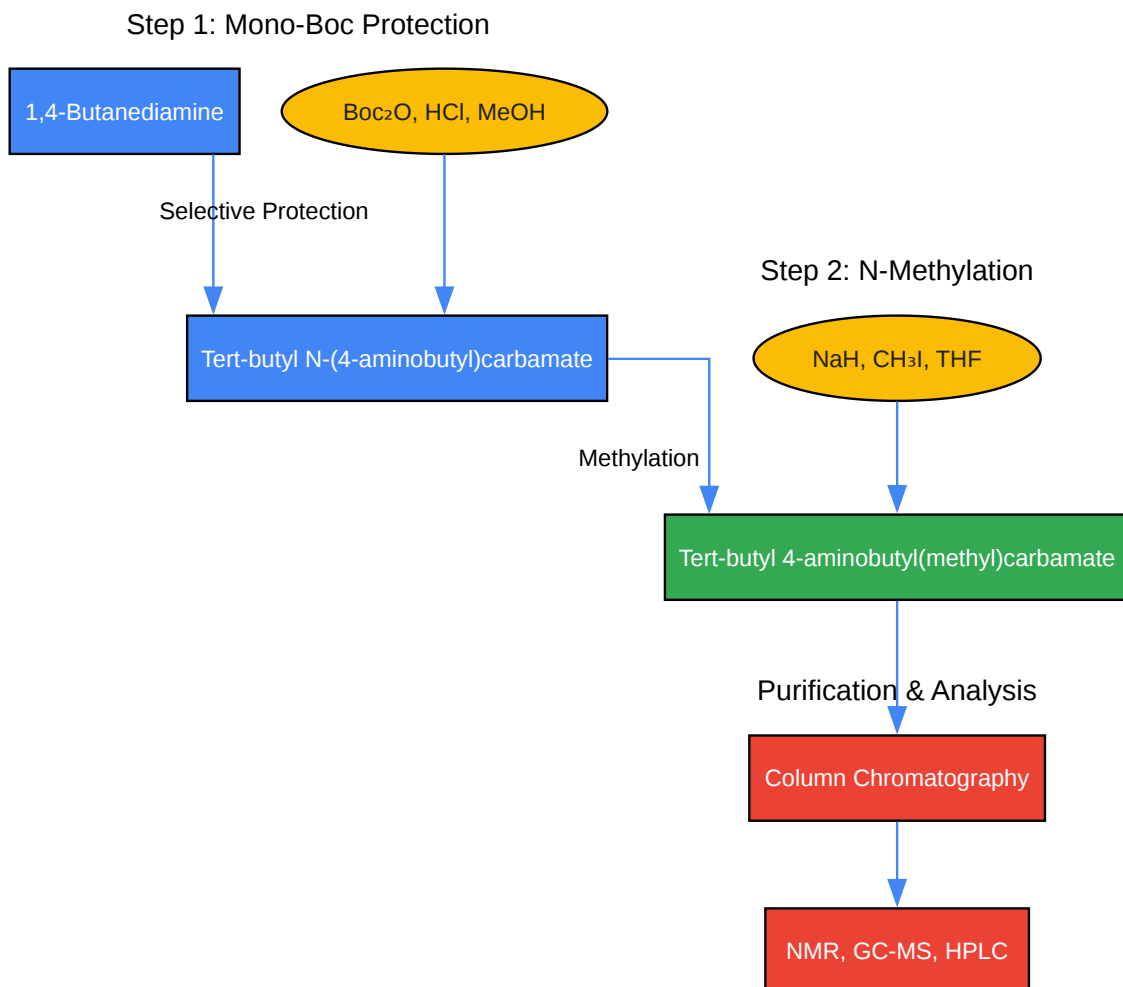 Step 1: Mono-Boc Protection
1,4-Butanediamine
Boc₂O, HCl, MeOH
Selective Protection
Tert-butyl N-(4-aminobutyl)carbamate
Step 2: N-Methylation
NaH, CH₃I, THF
Methylation
Tert-butyl 4-aminobutyl(methyl)carbamate
Purification & Analysis
Column Chromatography
NMR, GC-MS, HPLC